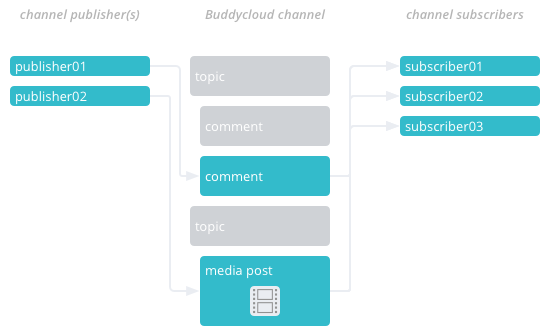 channel publisher(s)
Buddycloud channel
channel subscribers
publisher01
publisher02
topic
comment
comment
topic
media post
subscriber01
subscriber02
subscriber03